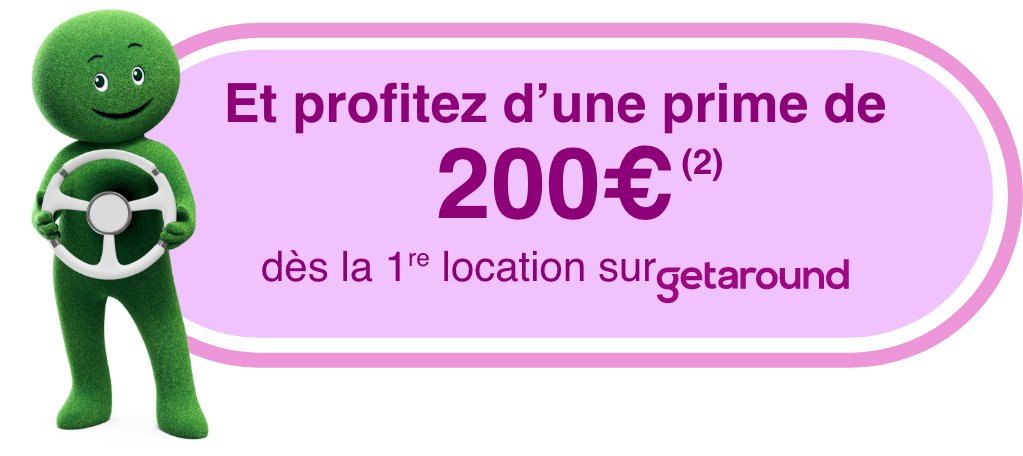 Et profitez d’une prime de
200€ (2)
dès la 1re location sur getaround